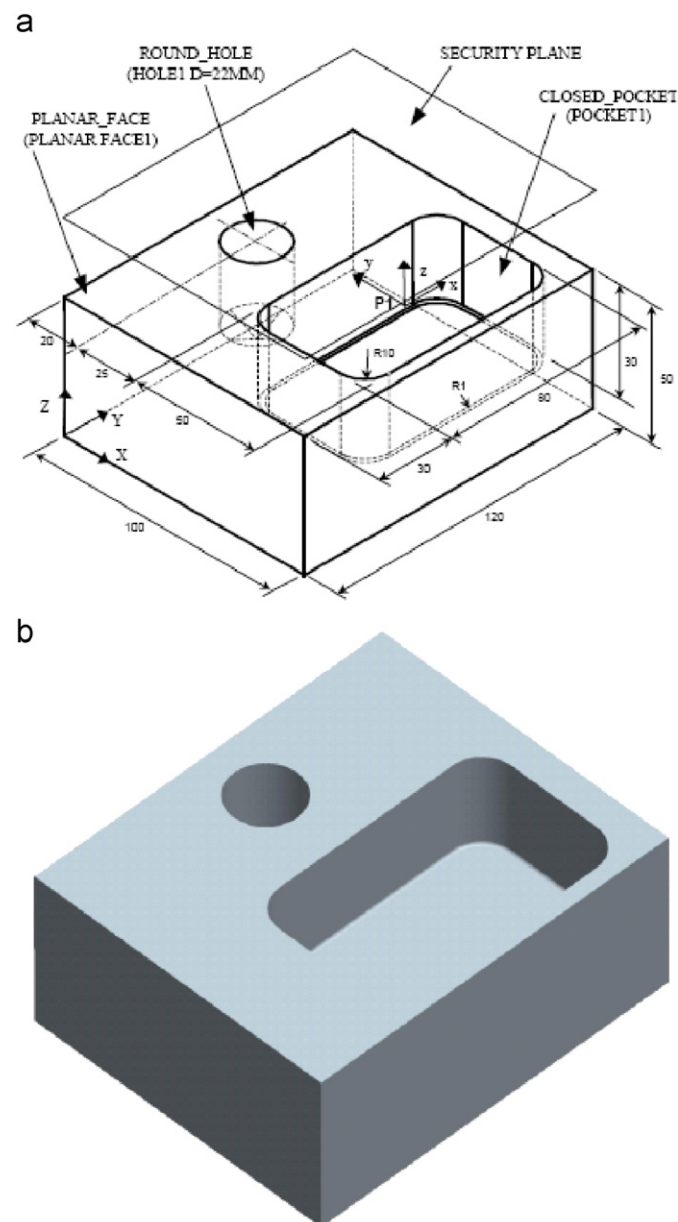 a
ROUND_HOLE
(HOLE1 D=22MM)
SECURITY PLANE
CLOSED_POCKET
(POCKET1)
PLANAR_FACE
(PLANAR FACE1)
y
z
x
P1
20
25
50
R10
R1
30
50
80
30
Z
Y
X
100
120
b